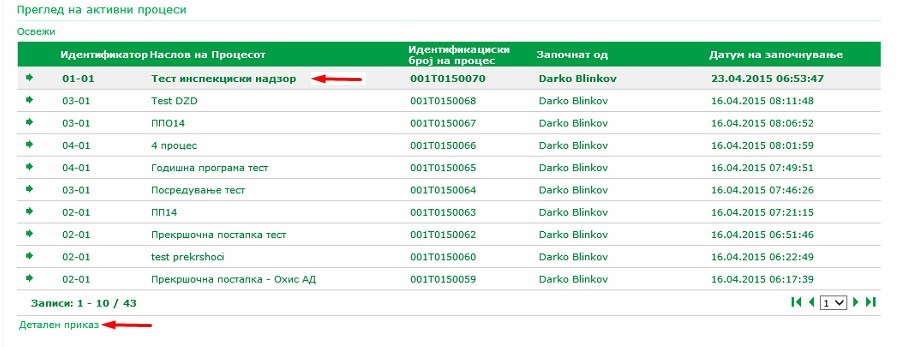 Преглед на активни процеси
Освежи
Идентификатор Наслов на Процесот Идентификациски број на процес Започнат од Датум на започнување
01-01 Тест инспекциски надзор 001T0150070 Darko Blinkov 23.04.2015 06:53:47
03-01 Test DZD 001T0150068 Darko Blinkov 16.04.2015 08:11:48
03-01 ППО14 001T0150067 Darko Blinkov 16.04.2015 08:06:52
04-01 4 процес 001T0150066 Darko Blinkov 16.04.2015 08:01:59
04-01 Годишна програна тест 001T0150065 Darko Blinkov 16.04.2015 07:49:51
03-01 Посредување тест 001T0150064 Darko Blinkov 16.04.2015 07:46:26
02-01 ПП14 001T0150063 Darko Blinkov 16.04.2015 07:21:15
02-01 Прекршочна постапка тест 001T0150062 Darko Blinkov 16.04.2015 06:51:46
02-01 test prekrshoci 001T0150060 Darko Blinkov 16.04.2015 06:22:49
02-01 Прекршочна постапка - Охис АД 001T0150059 Darko Blinkov 16.04.2015 06:17:39
Записи: 1 - 10 / 43 1
Детален приказ